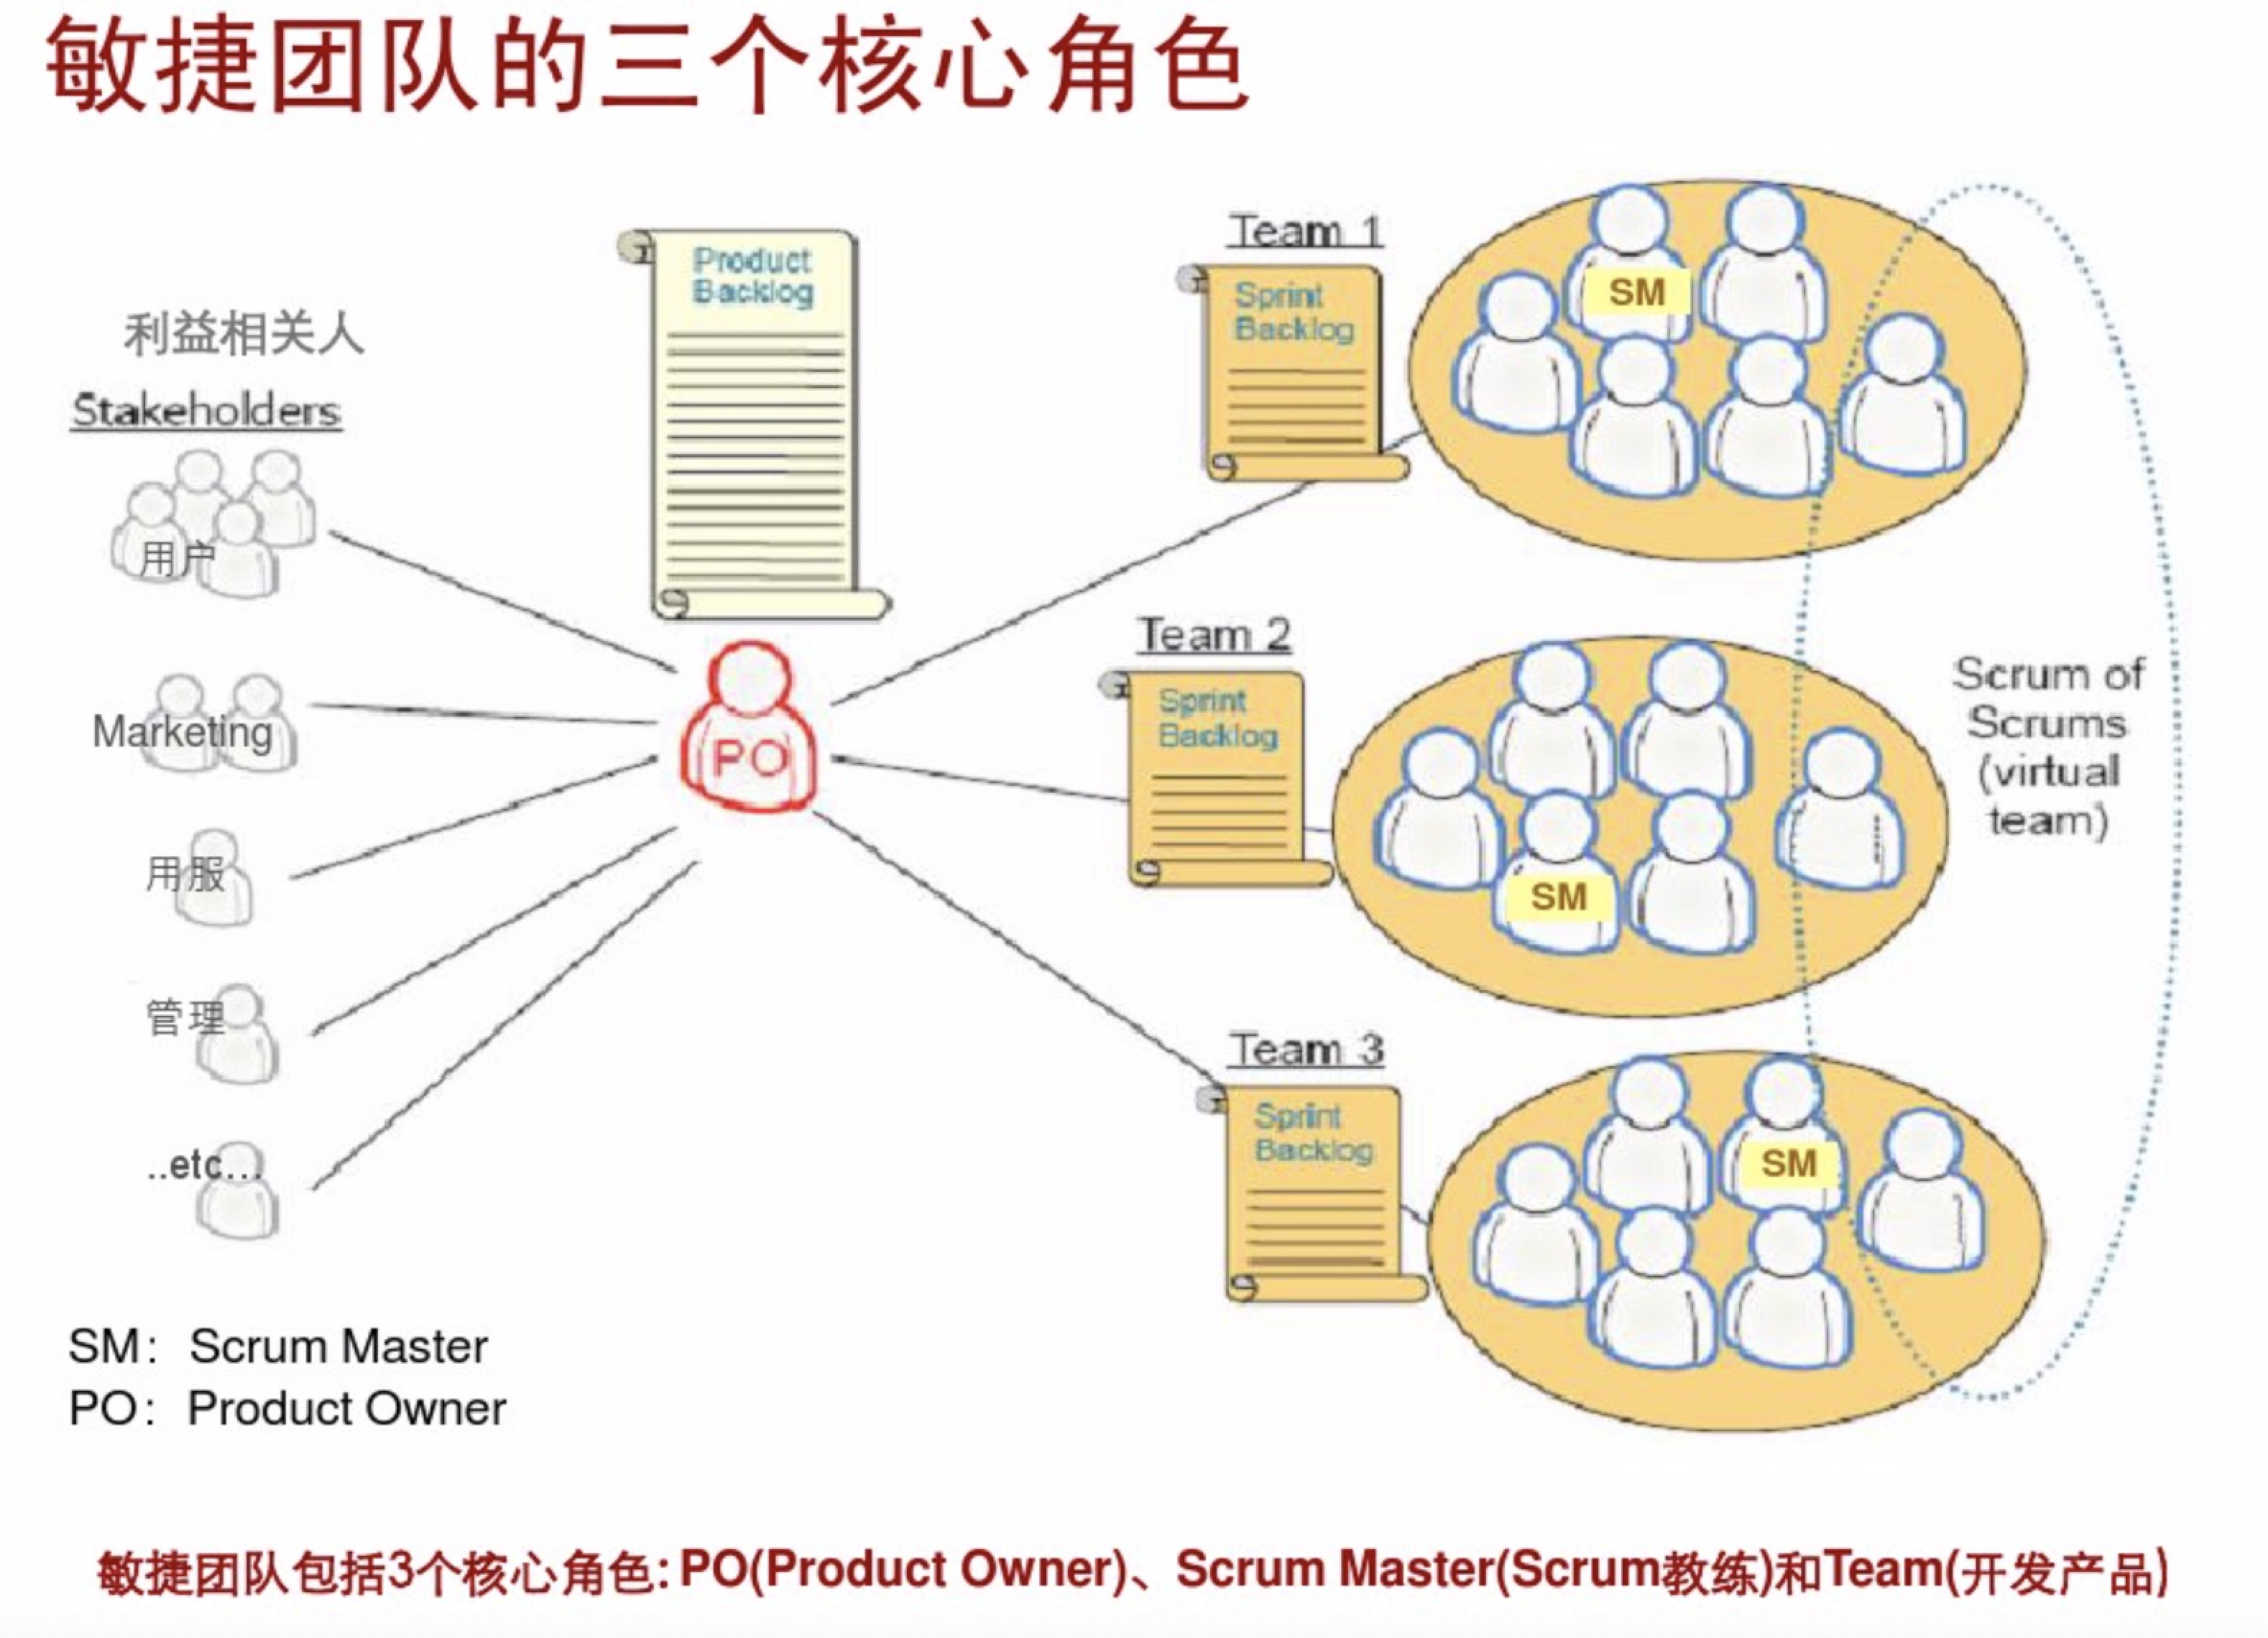 敏捷团队的三个核心角色
利益相关人
Stakeholders
用户
Marketing
用服
管理
..etc...
Product
Backlog
PO
Team 1
Sprint
Backlog
SM
Team 2
Sprint
Backlog
SM
Team 3
Sprint
Backlog
SM
Scrum of
Scrums
(virtual
team)
SM：Scrum Master
PO：Product Owner
敏捷团队包括3个核心角色: PO(Product Owner)、Scrum Master(Scrum教练)和Team(开发产品)